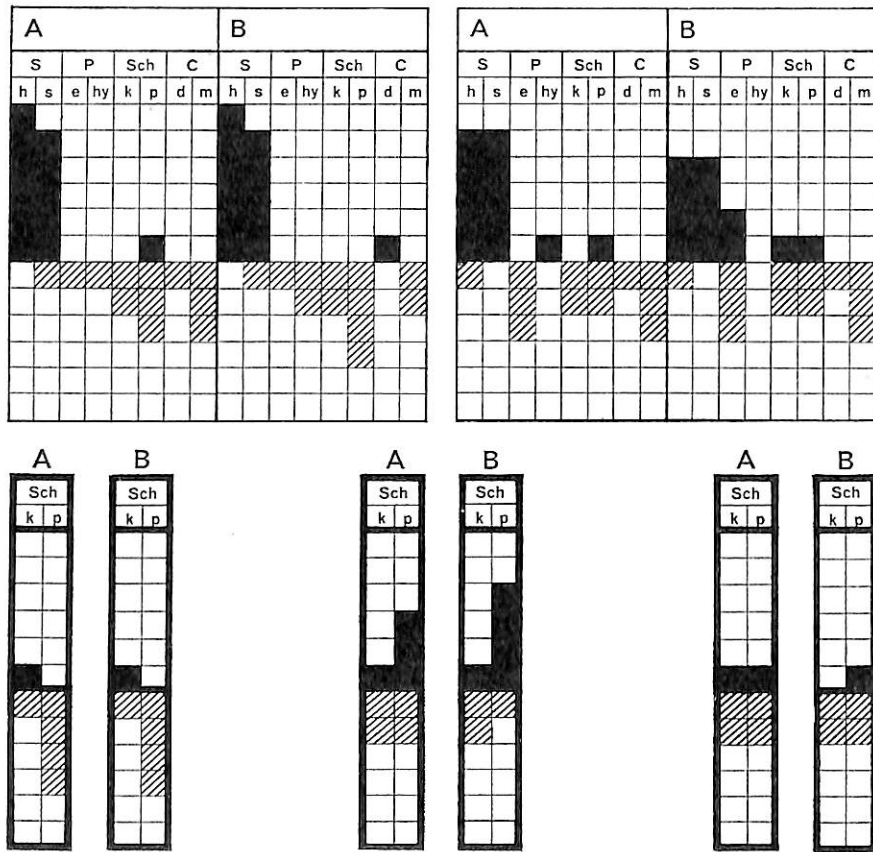 A B A B
S P Sch C S P Sch C S P Sch C S P Sch C
h s e hy k p d m h s e hy k p d m h s e hy k p d m h s e hy k p d m
A B A B A B
Sch Sch Sch Sch Sch Sch
k p k p k p k p k p k p